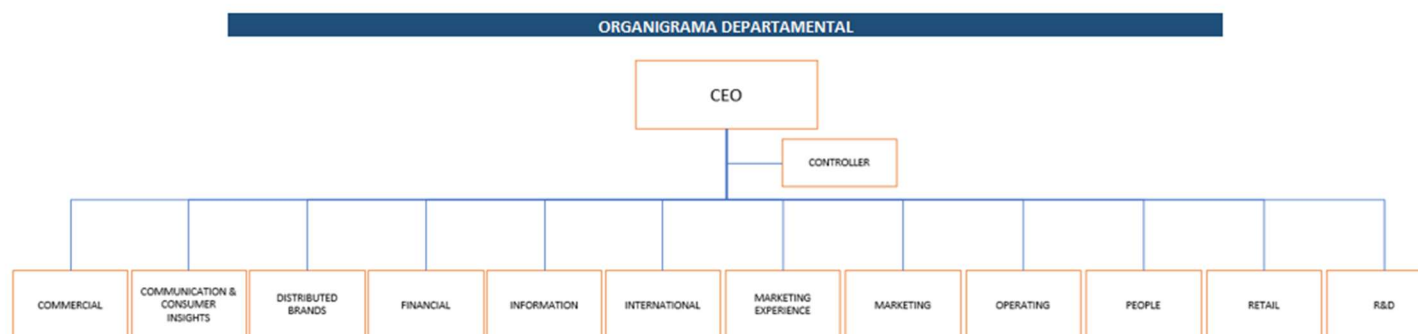 ORGANIGRAMA DEPARTAMENTAL
CEO
CONTROLLER
COMMERCIAL
COMMUNICATION &
CONSUMER
INSIGHTS
DISTRIBUTED
BRANDS
FINANCIAL
INFORMATION
INTERNATIONAL
MARKETING
EXPERIENCE
MARKETING
OPERATING
PEOPLE
RETAIL
R&D